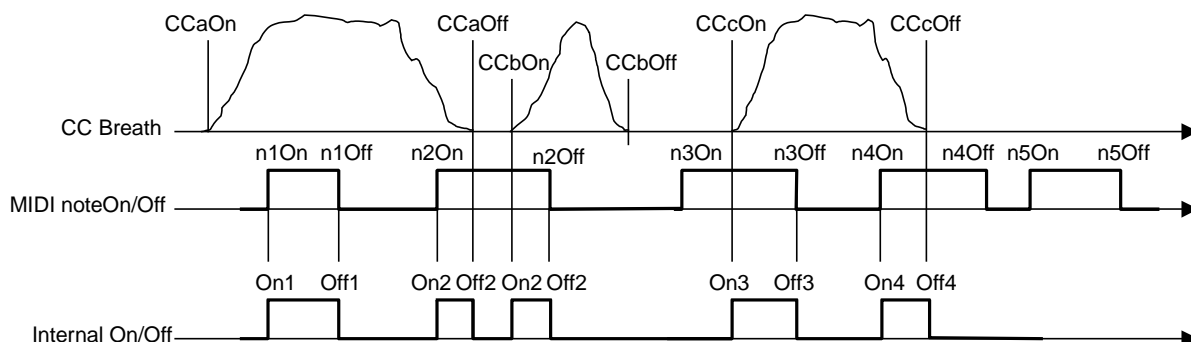 CCaOn CCaOff CCcOn CCcOff
CCbOn CCbOff
CC Breath
n1On n1Off n2On n2Off n3On n3Off n4On n4Off n5On n5Off
MIDI noteOn/Off
On1 Off1 On2 Off2 On2 Off2 On3 Off3 On4 Off4
Internal On/Off